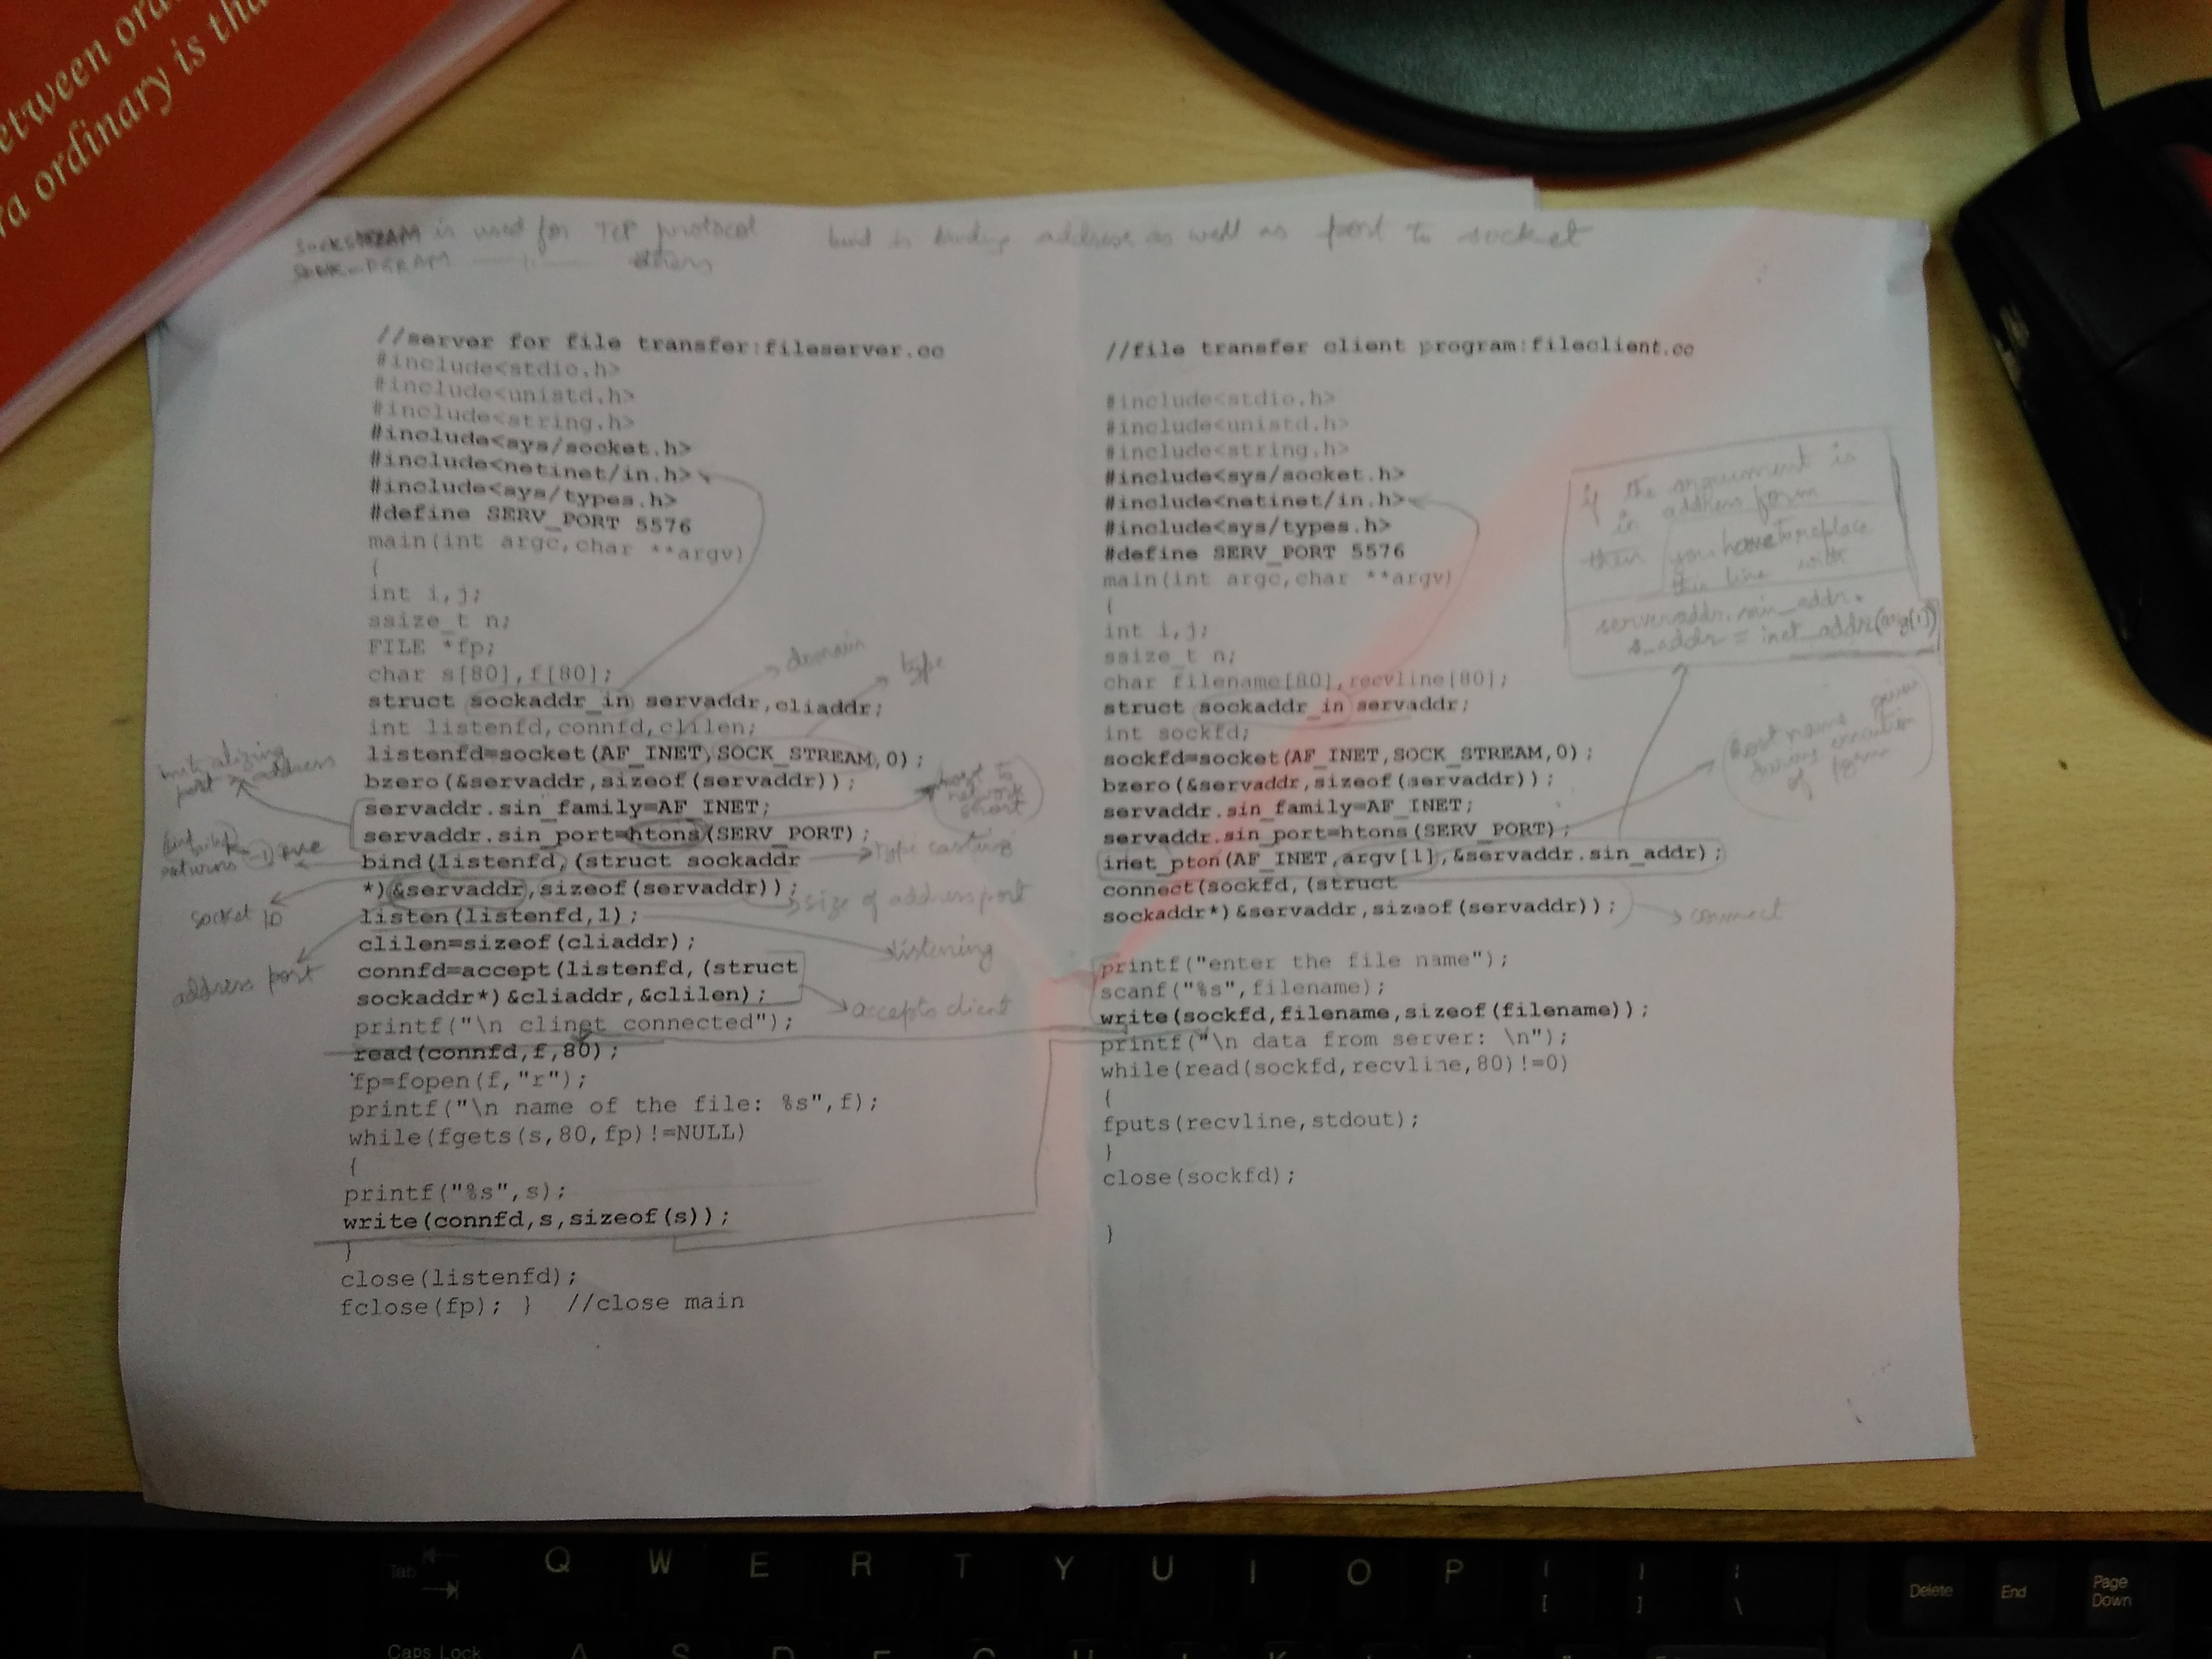 etween ord
ra ordinary is tha
SOCKSTREAM is used for TCP protocol
SOCK_DGRAM —— 11 —— others
bind is binding address as well as port to socket
//server for file transfer:fileserver.cc
#include<stdio.h>
#include<unistd.h>
#include<string.h>
#include<sys/socket.h>
#include<netinet/in.h>
#include<sys/types.h>
#define SERV_PORT 5576
main(int argc,char **argv)
{
int i,j;
ssize_t n;
FILE *fp;
char s[80],f[80];
struct sockaddr_in servaddr,cliaddr;
int listenfd,connfd,clilen;
listenfd=socket(AF_INET,SOCK_STREAM,0);
bzero(&servaddr,sizeof(servaddr));
servaddr.sin_family=AF_INET;
servaddr.sin_port=htons(SERV_PORT);
bind(listenfd,(struct sockaddr
*)&servaddr,sizeof(servaddr));
listen(listenfd,1);
clilen=sizeof(cliaddr);
connfd=accept(listenfd,(struct
sockaddr*)&cliaddr,&clilen);
printf("\n clinet connected");
read(connfd,f,80);
fp=fopen(f,"r");
printf("\n name of the file: %s",f);
while(fgets(s,80,fp)!=NULL)
{
printf("%s",s);
write(connfd,s,sizeof(s));
}
close(listenfd);
fclose(fp); } //close main
domain
type
initializing
port address
host to
network
short
returns -1
type casting
socket ID
size of address port
listening
address port
accepts client
//file transfer client program:fileclient.cc
#include<stdio.h>
#include<unistd.h>
#include<string.h>
#include<sys/socket.h>
#include<netinet/in.h>
#include<sys/types.h>
#define SERV_PORT 5576
main(int argc,char **argv)
{
int i,j;
ssize_t n;
char filename[80],recvline[80];
struct sockaddr_in servaddr;
int sockfd;
sockfd=socket(AF_INET,SOCK_STREAM,0);
bzero(&servaddr,sizeof(servaddr));
servaddr.sin_family=AF_INET;
servaddr.sin_port=htons(SERV_PORT);
inet_pton(AF_INET,argv[1],&servaddr.sin_addr);
connect(sockfd,(struct
sockaddr*)&servaddr,sizeof(servaddr));
printf("enter the file name");
scanf("%s",filename);
write(sockfd,filename,sizeof(filename));
printf("\n data from server: \n");
while(read(sockfd,recvline,80)!=0)
{
fputs(recvline,stdout);
}
close(sockfd);
}
if the argument is
in address form
then you have to replace
this line with
serveraddr.sin_addr.
s_addr = inet_addr(arg[1])
host name given
during execution
of
connect
Tab
Q W E R T Y U I O P { [ } ] : \
Delete End Page Down
Caps Lock